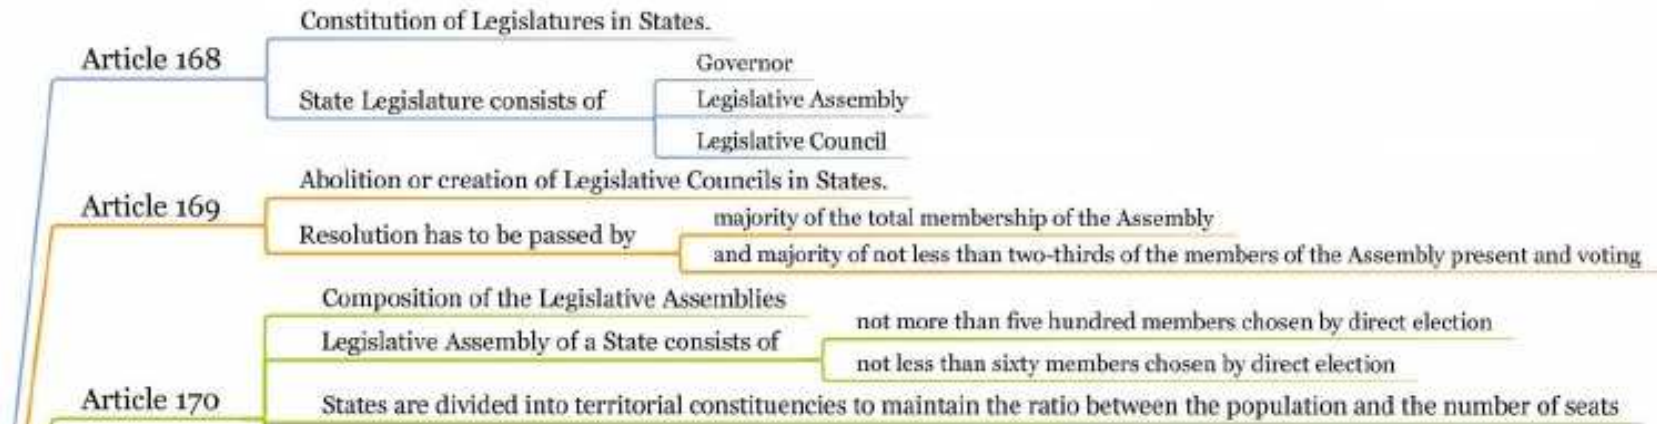 Constitution of Legislatures in States.
Article 168
Governor
State Legislature consists of
Legislative Assembly
Legislative Council
Abolition or creation of Legislative Councils in States.
Article 169
majority of the total membership of the Assembly
Resolution has to be passed by
and majority of not less than two-thirds of the members of the Assembly present and voting
Composition of the Legislative Assemblies
not more than five hundred members chosen by direct election
Legislative Assembly of a State consists of
not less than sixty members chosen by direct election
Article 170
States are divided into territorial constituencies to maintain the ratio between the population and the number of seats